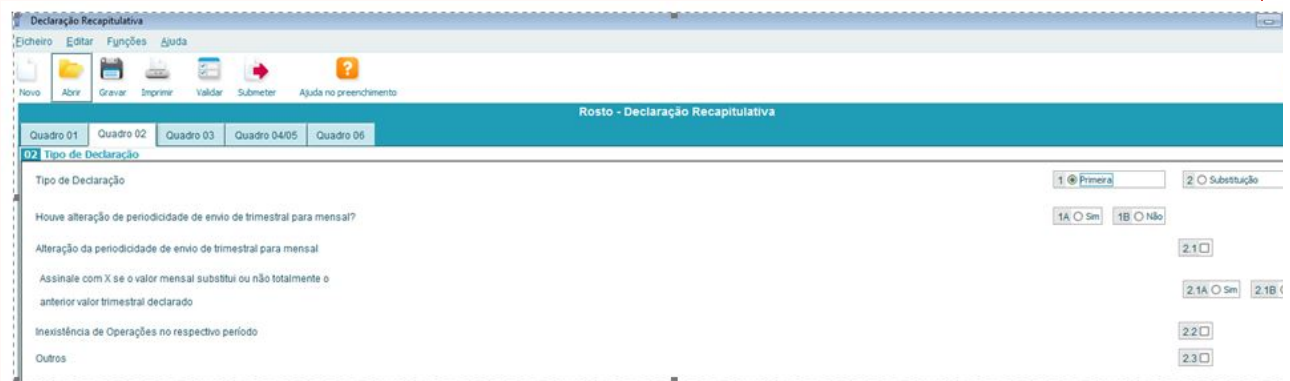 Declaração Recapitulativa
Ficheiro Editar Funções Ajuda
Novo Abrir Gravar Imprimir Validar Submeter Ajuda no preenchimento
Rosto - Declaração Recapitulativa
Quadro 01 Quadro 02 Quadro 03 Quadro 04/05 Quadro 06
02 Tipo de Declaração
Tipo de Declaração 1 Primeira 2 Substituição
Houve alteração de periodicidade de envio de trimestral para mensal? 1A Sim 1B Não
Alteração da periodicidade de envio de trimestral para mensal 2.1
Assinale com X se o valor mensal substitui ou não totalmente o
anterior valor trimestral declarado 2.1A Sim 2.1B
Inexistência de Operações no respectivo período 2.2
Outros 2.3